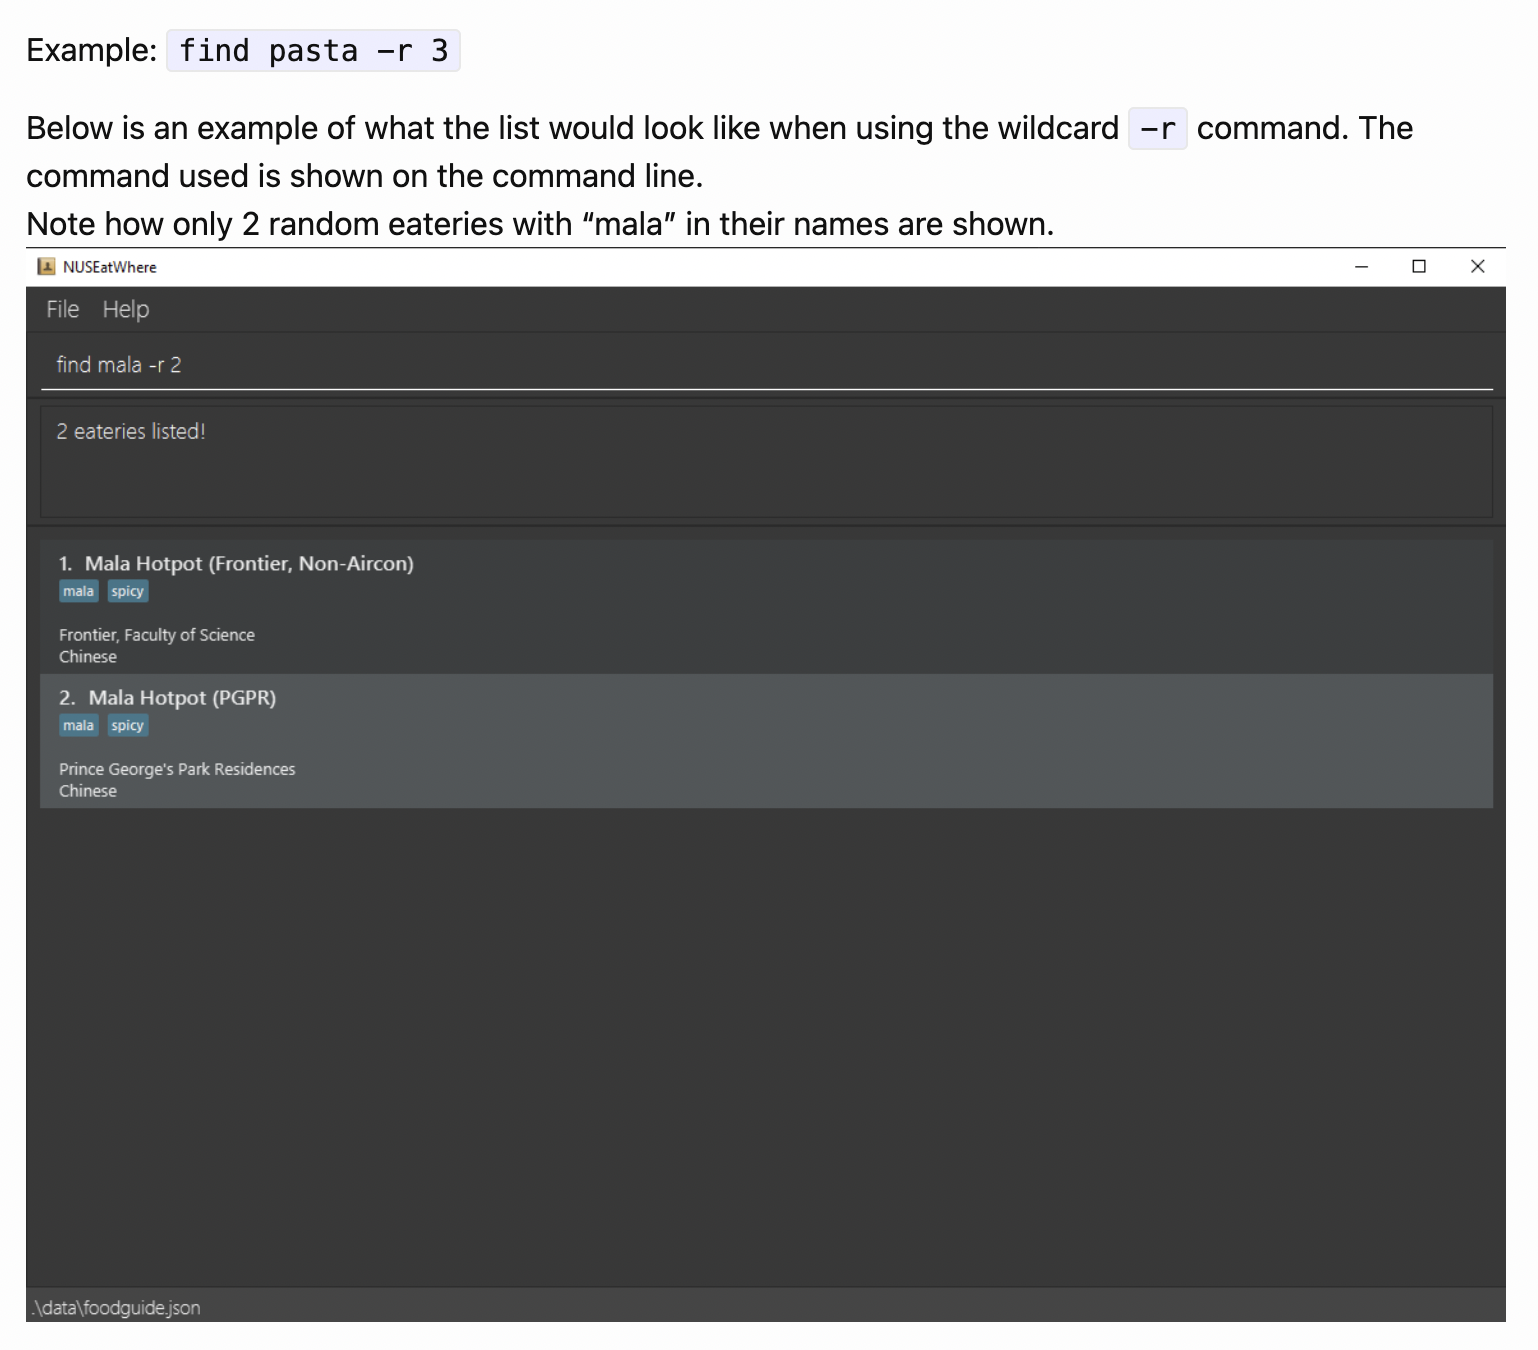 Example: find pasta -r 3
Below is an example of what the list would look like when using the wildcard -r command. The
command used is shown on the command line.
Note how only 2 random eateries with “mala” in their names are shown.
NUSEatWhere
File Help
find mala -r 2
2 eateries listed!
1. Mala Hotpot (Frontier, Non-Aircon)
mala spicy
Frontier, Faculty of Science
Chinese
2. Mala Hotpot (PGPR)
mala spicy
Prince George's Park Residences
Chinese
.\data\foodguide.json